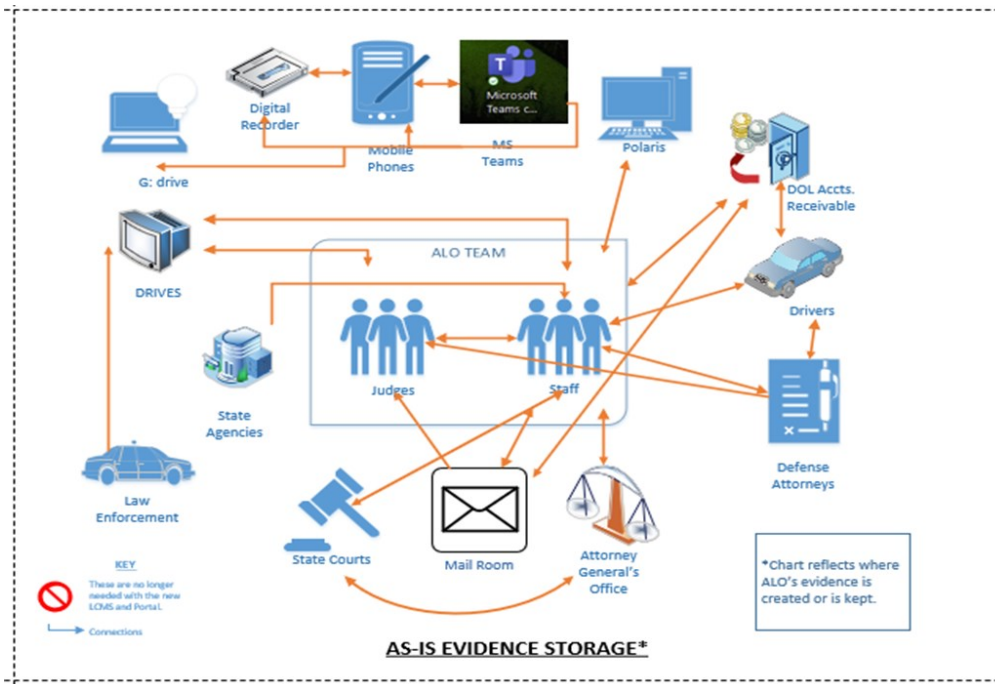 Microsoft
Teams c...
Digital
Recorder
Mobile
Phones
MS
Teams
Polaris
G: drive
DOL Accts.
Receivable
DRIVES
ALO TEAM
Drivers
Judges
Staff
State
Agencies
Law
Enforcement
Defense
Attorneys
State Courts
Mail Room
Attorney
General's
Office
KEY
These are no longer
needed with the new
LCMS and Portal.
Connections
*Chart reflects where
ALO's evidence is
created or is kept.
AS-IS EVIDENCE STORAGE*